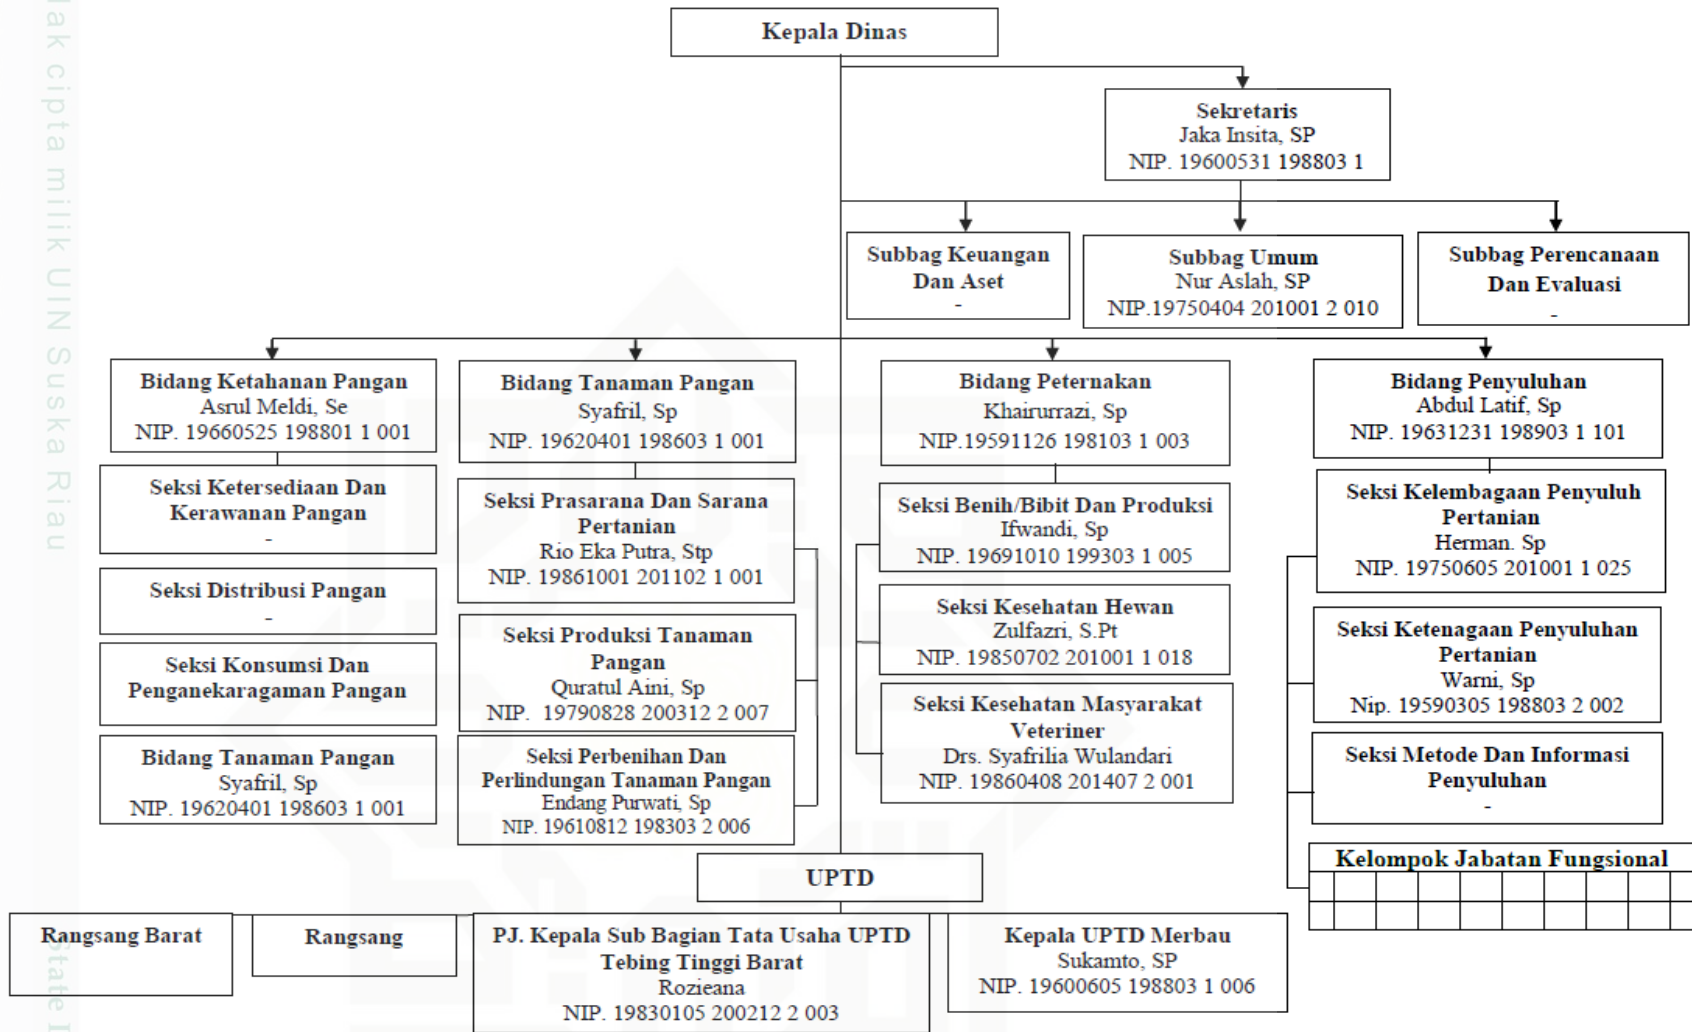 Kepala Dinas
Sekretaris
Jaka Insita, SP
NIP. 19600531 198803 1
Subbag Keuangan
Dan Aset
-
Subbag Umum
Nur Aslah, SP
NIP.19750404 201001 2 010
Subbag Perencanaan
Dan Evaluasi
-
Bidang Ketahanan Pangan
Asrul Meldi, Se
NIP. 19660525 198801 1 001
Seksi Ketersediaan Dan
Kerawanan Pangan
-
Seksi Distribusi Pangan
-
Seksi Konsumsi Dan
Penganekaragaman Pangan
Bidang Tanaman Pangan
Syafril, Sp
NIP. 19620401 198603 1 001
Bidang Tanaman Pangan
Syafril, Sp
NIP. 19620401 198603 1 001
Seksi Prasarana Dan Sarana
Pertanian
Rio Eka Putra, Stp
NIP. 19861001 201102 1 001
Seksi Produksi Tanaman
Pangan
Quratul Aini, Sp
NIP. 19790828 200312 2 007
Seksi Perbenihan Dan
Perlindungan Tanaman Pangan
Endang Purwati, Sp
NIP. 19610812 198303 2 006
Bidang Peternakan
Khairurrazi, Sp
NIP.19591126 198103 1 003
Seksi Benih/Bibit Dan Produksi
Ifwandi, Sp
NIP. 19691010 199303 1 005
Seksi Kesehatan Hewan
Zulfazri, S.Pt
NIP. 19850702 201001 1 018
Seksi Kesehatan Masyarakat
Veteriner
Drs. Syafrilia Wulandari
NIP. 19860408 201407 2 001
Bidang Penyuluhan
Abdul Latif, Sp
NIP. 19631231 198903 1 101
Seksi Kelembagaan Penyuluh
Pertanian
Herman. Sp
NIP. 19750605 201001 1 025
Seksi Ketenagaan Penyuluhan
Pertanian
Warni, Sp
Nip. 19590305 198803 2 002
Seksi Metode Dan Informasi
Penyuluhan
-
Kelompok Jabatan Fungsional
UPTD
Rangsang Barat
Rangsang
PJ. Kepala Sub Bagian Tata Usaha UPTD
Tebing Tinggi Barat
Rozieana
NIP. 19830105 200212 2 003
Kepala UPTD Merbau
Sukamto, SP
NIP. 19600605 198803 1 006
lak cipta milik UIN Suska Riau
State I